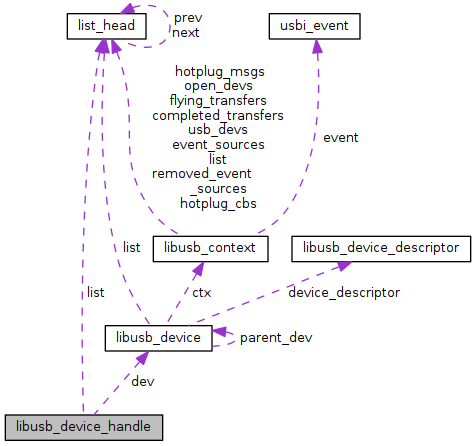 list_head
prev
next
usbi_event
hotplug_msgs
open_devs
flying_transfers
completed_transfers
usb_devs
event_sources
list
removed_event
_sources
hotplug_cbs
event
libusb_context
libusb_device_descriptor
list
list
ctx
device_descriptor
libusb_device
parent_dev
dev
libusb_device_handle